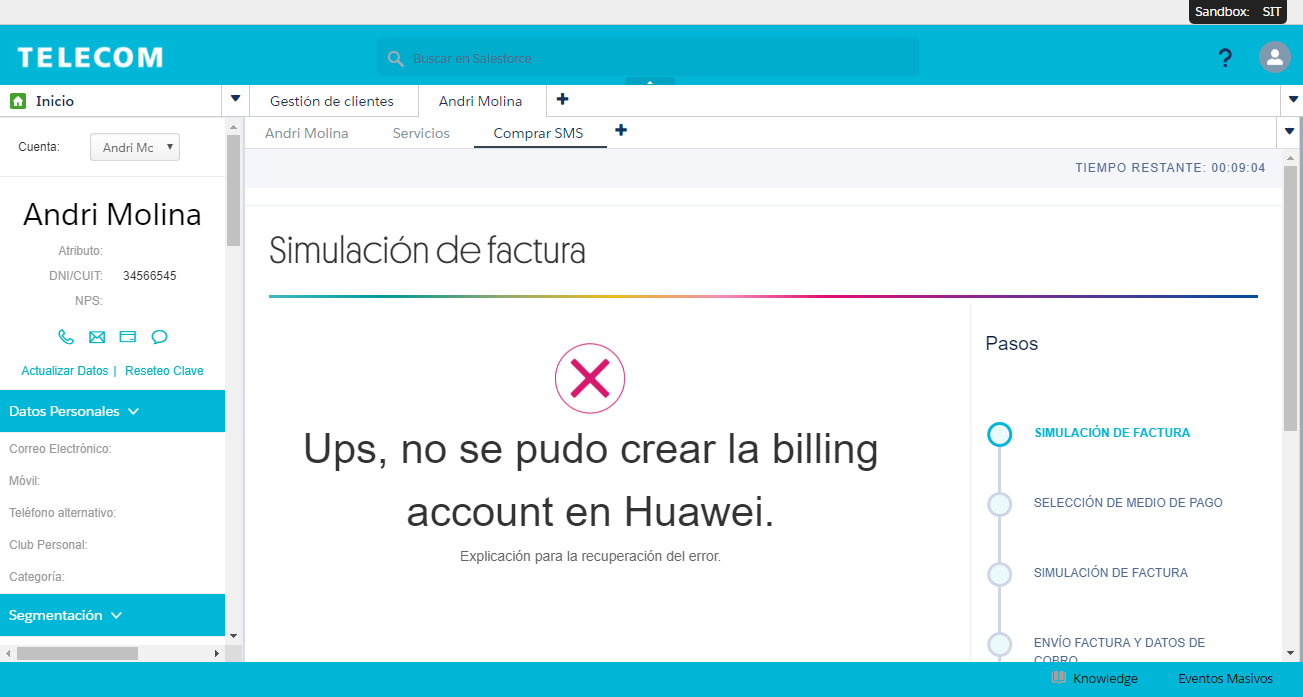 Sandbox: SIT
TELECOM
Buscar en Salesforce
?
Inicio
Gestión de clientes
Andri Molina
Andri Molina
Servicios
Comprar SMS
Cuenta:
Andri Mc
TIEMPO RESTANTE: 00:09:04
Andri Molina
Atributo:
DNI/CUIT: 34566545
NPS:
Actualizar Datos | Reseteo Clave
Datos Personales
Correo Electrónico:
Móvil:
Teléfono alternativo:
Club Personal:
Categoría:
Segmentación
Simulación de factura
Ups, no se pudo crear la billing
account en Huawei.
Explicación para la recuperación del error.
Pasos
SIMULACIÓN DE FACTURA
SELECCIÓN DE MEDIO DE PAGO
SIMULACIÓN DE FACTURA
ENVÍO FACTURA Y DATOS DE
COBRO
Knowledge
Eventos Masivos